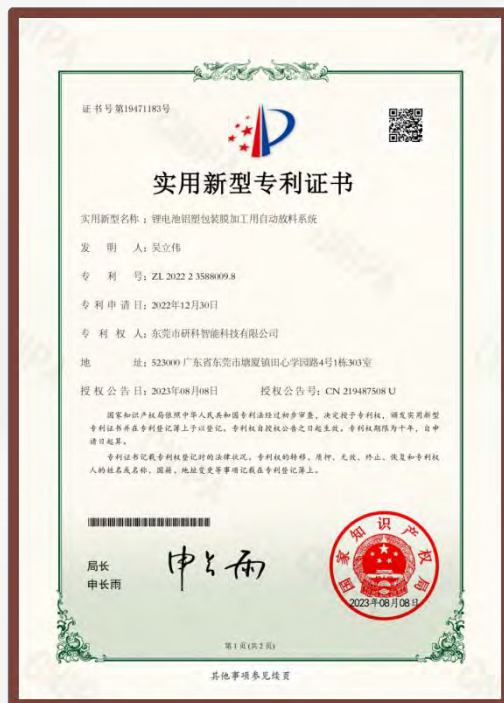 证书号第19471183号
实用新型专利证书
实用新型名称：锂电池铝塑包装膜加工用自动放料系统
发明人：吴立伟
专利号：ZL 2022 2 3588009.8
专利申请日：2022年12月30日
专利权人：东莞市研科智能科技有限公司
地址：523000 广东省东莞市塘厦镇田心学园路4号1栋303室
授权公告日：2023年08月08日 授权公告号：CN 219487508 U
国家知识产权局依照中华人民共和国专利法经过初步审查，决定授予专利权，颁发实用新型
专利证书并在专利登记簿上予以登记。专利权自授权公告之日起生效。专利权期限为十年，自申
请日起算。
专利证书记载专利权登记时的法律状况。专利权的转移、质押、无效、终止、恢复和专利权
人的姓名或名称、国籍、地址变更等事项记载在专利登记簿上。
局长
申长雨
申长雨
国家知识产权局
2023年08月08日
第1页(共2页)
其他事项参见续页